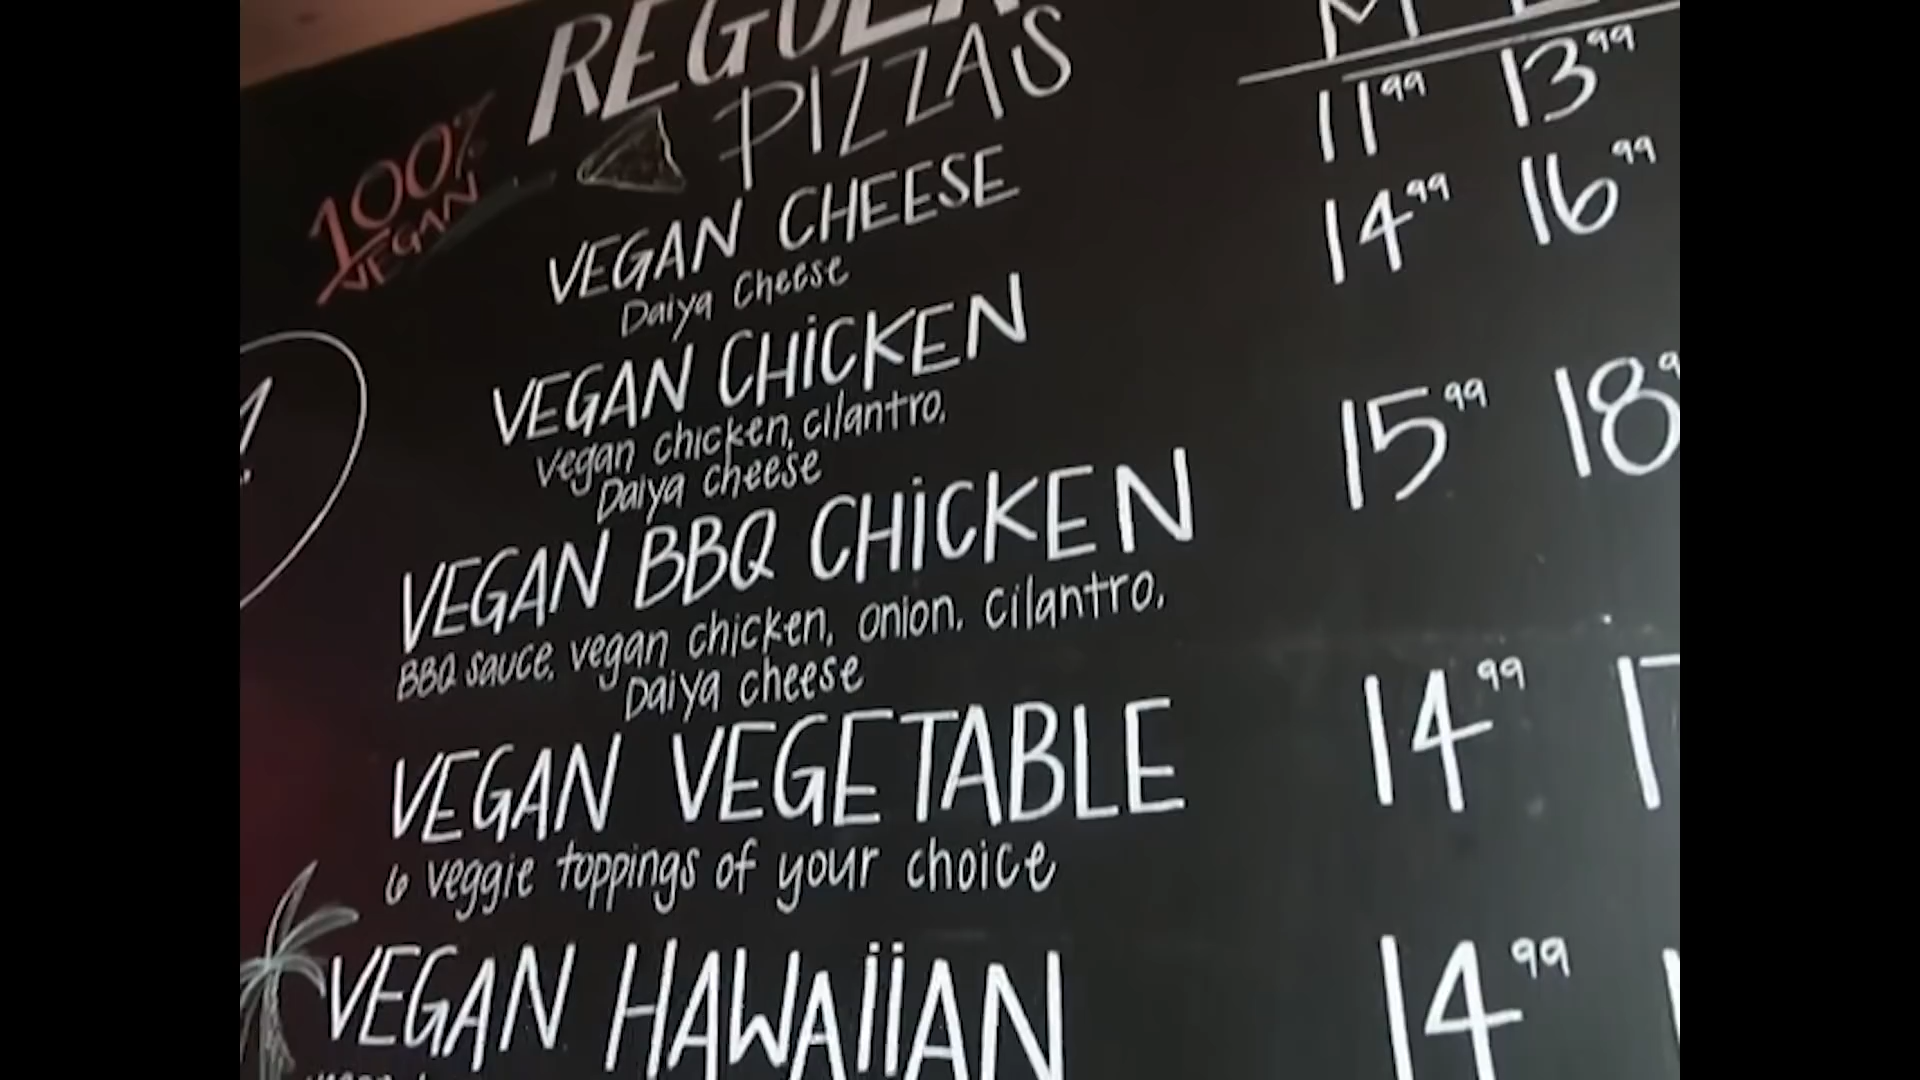 PIZZAS
100% VEGAN
M
VEGAN CHEESE 11.99 13.99
Daiya Cheese
VEGAN CHICKEN 14.99 16.99
vegan chicken, cilantro,
Daiya cheese
VEGAN BBQ CHICKEN 15.99 18
BBQ sauce, vegan chicken, onion, cilantro,
Daiya cheese
VEGAN VEGETABLE 14.99
6 veggie toppings of your choice
VEGAN HAWAIIAN 14.99